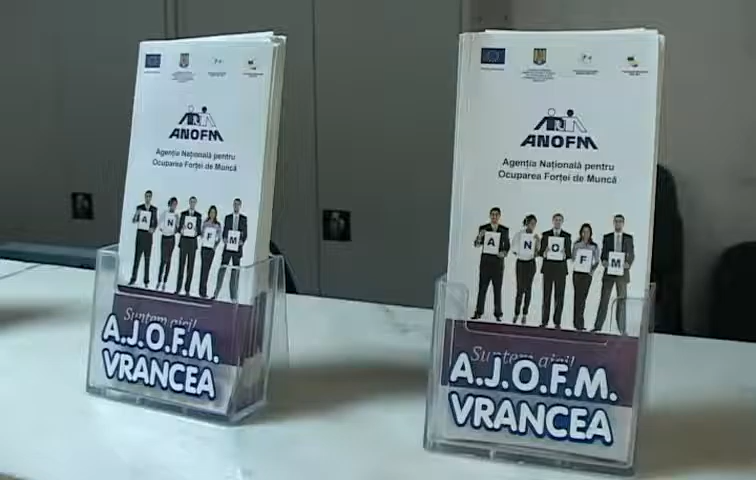 ANOFM
Agenția Națională pentru
Ocuparea Forței de Muncă
A N O F M
Suntem aici!
A.J.O.F.M.
VRANCEA
ANOFM
Agenția Națională pentru
Ocuparea Forței de Muncă
A N O F M
Suntem aici!
A.J.O.F.M.
VRANCEA